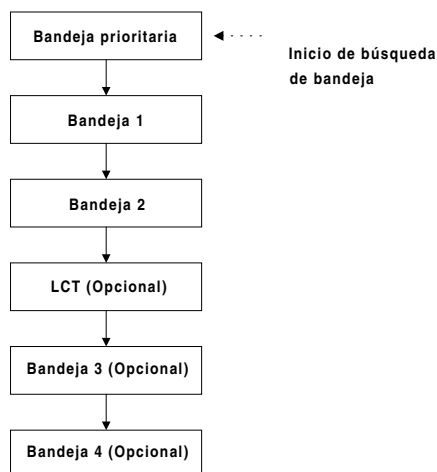 Bandeja prioritaria
Inicio de búsqueda
de bandeja
Bandeja 1
Bandeja 2
LCT (Opcional)
Bandeja 3 (Opcional)
Bandeja 4 (Opcional)